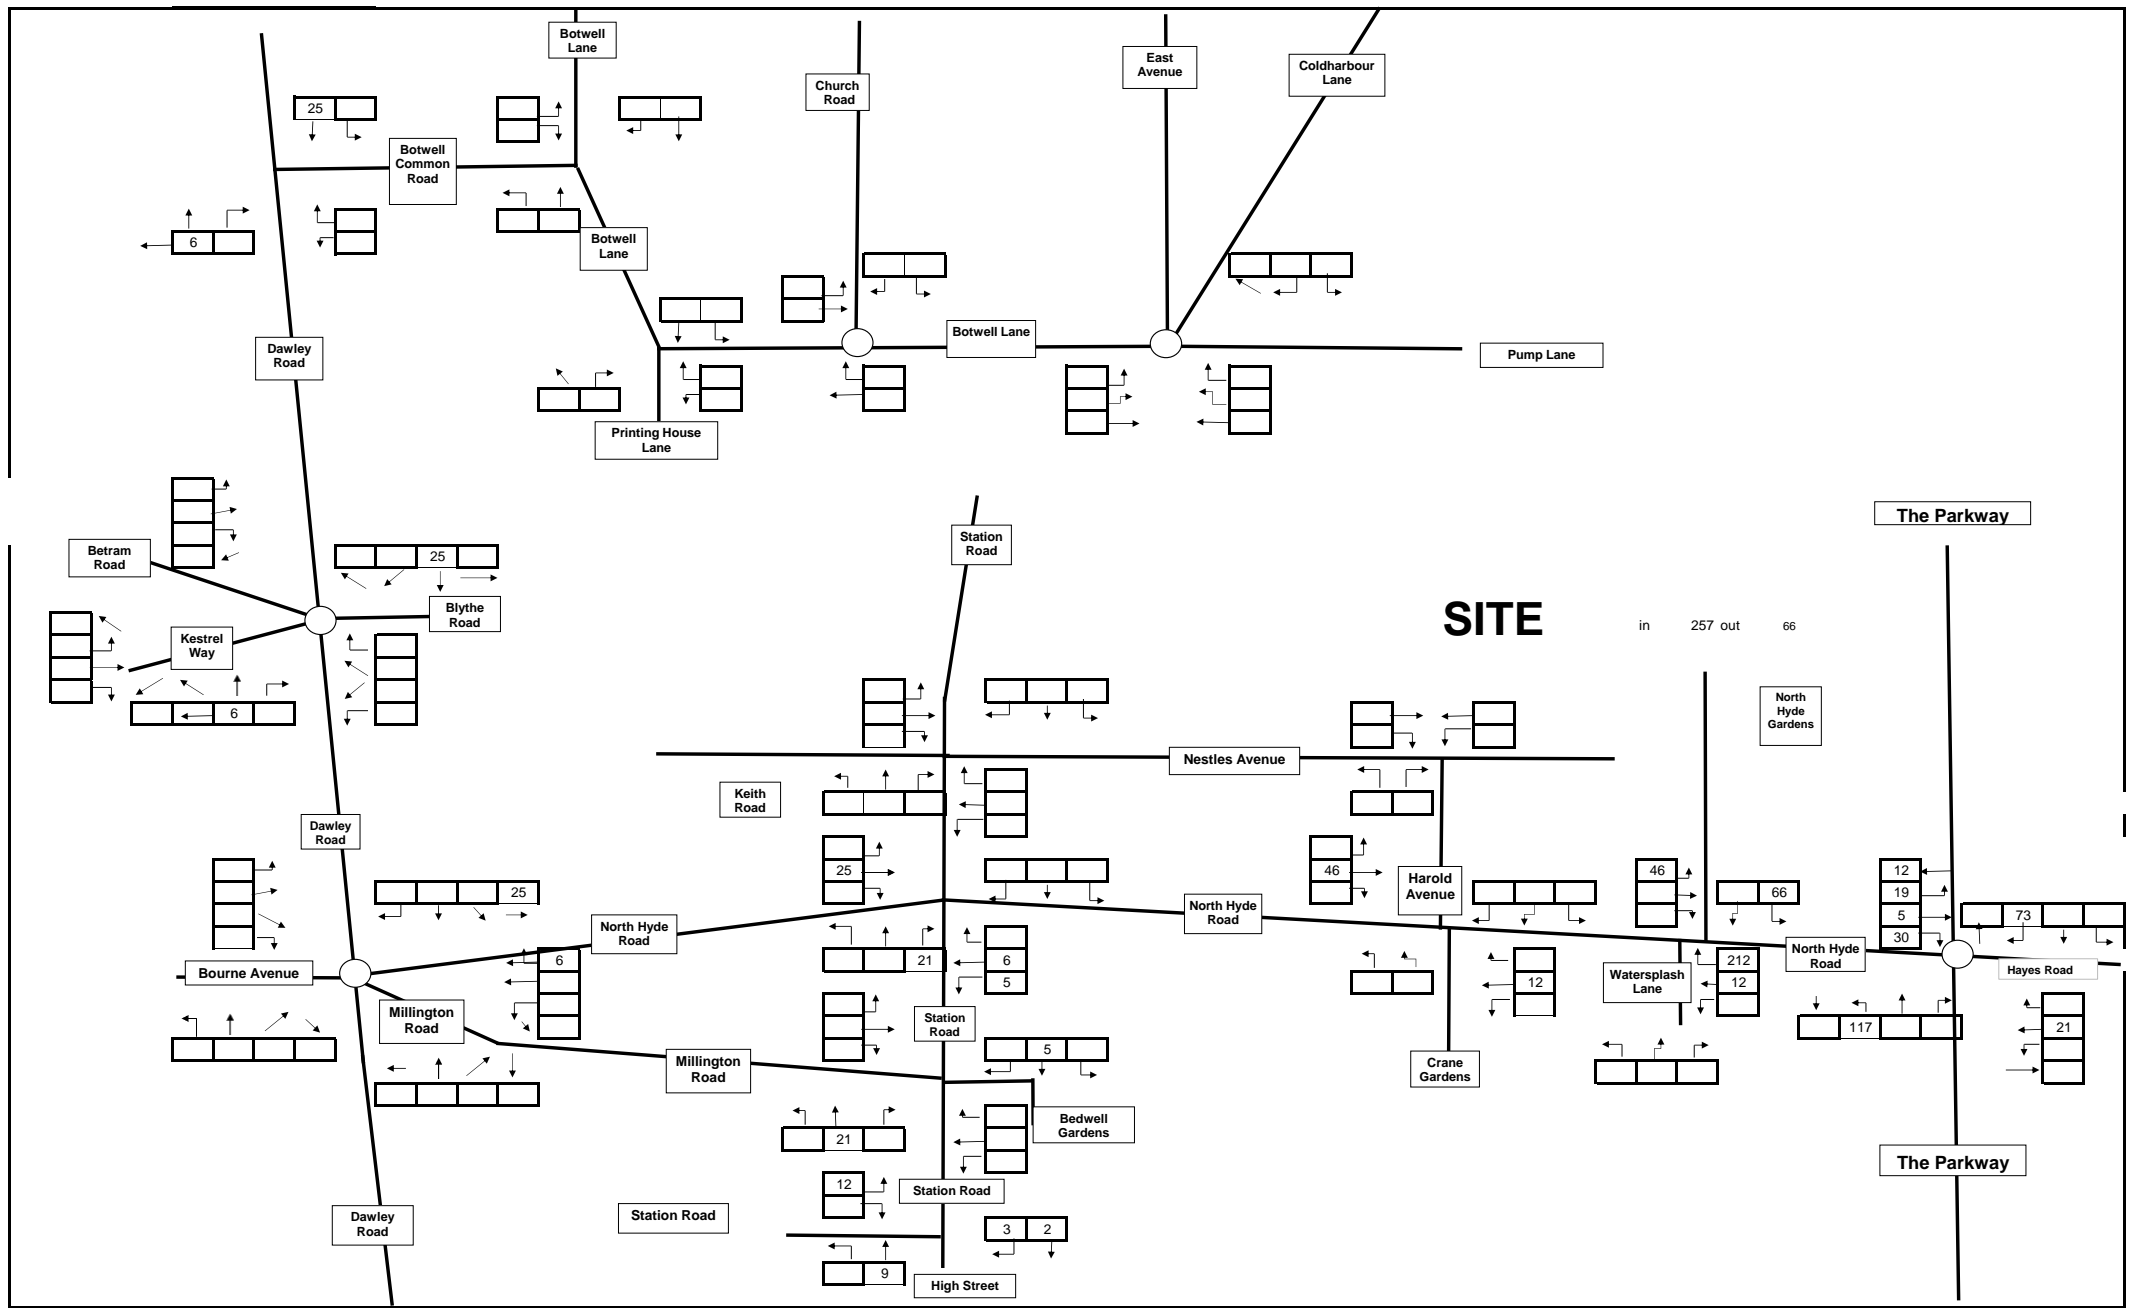 Botwell
Lane
East
Avenue
Coldharbour
Lane
Church
Road
25
Botwell
Common
Road
6
Botwell
Lane
Botwell Lane
Pump Lane
Dawley
Road
Printing House
Lane
The Parkway
Station
Road
Betram
Road
25
Blythe
Road
SITE
in 257 out 66
Kestrel
Way
6
North
Hyde
Gardens
Nestles Avenue
Keith
Road
Dawley
Road
25
46
Harold
Avenue
46
66
12
19
5
30
73
25
North Hyde
Road
North Hyde
Road
North Hyde
Road
Hayes Road
Bourne Avenue
6
21
6
5
12
Watersplash
Lane
212
12
Millington
Road
Station
Road
117
21
5
Millington
Road
Crane
Gardens
21
Bedwell
Gardens
The Parkway
12
Station Road
Station Road
Dawley
Road
3 2
9
High Street